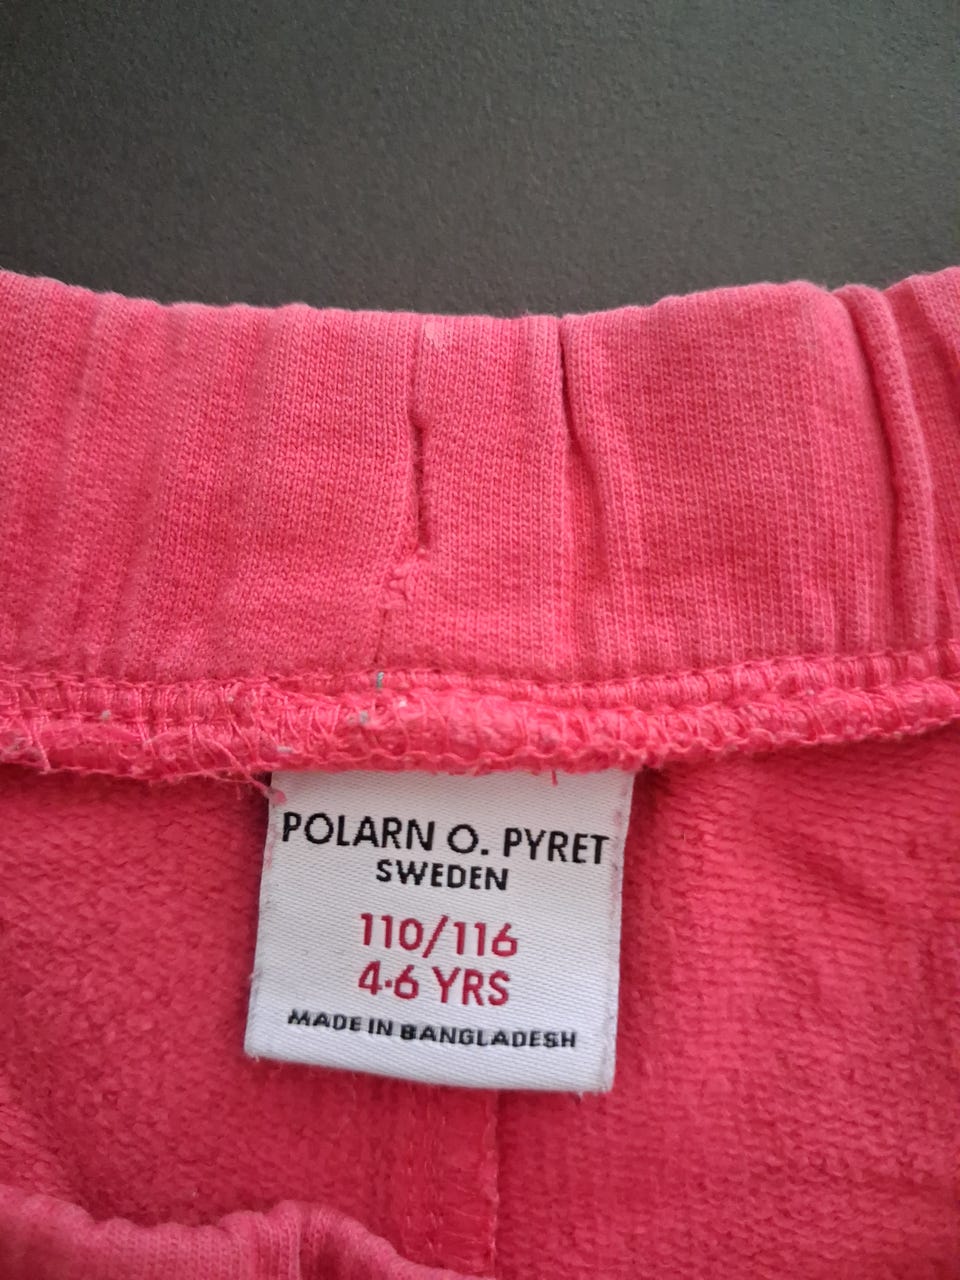 POLARN O. PYRET
SWEDEN
110/116
4-6 YRS
MADE IN BANGLADESH